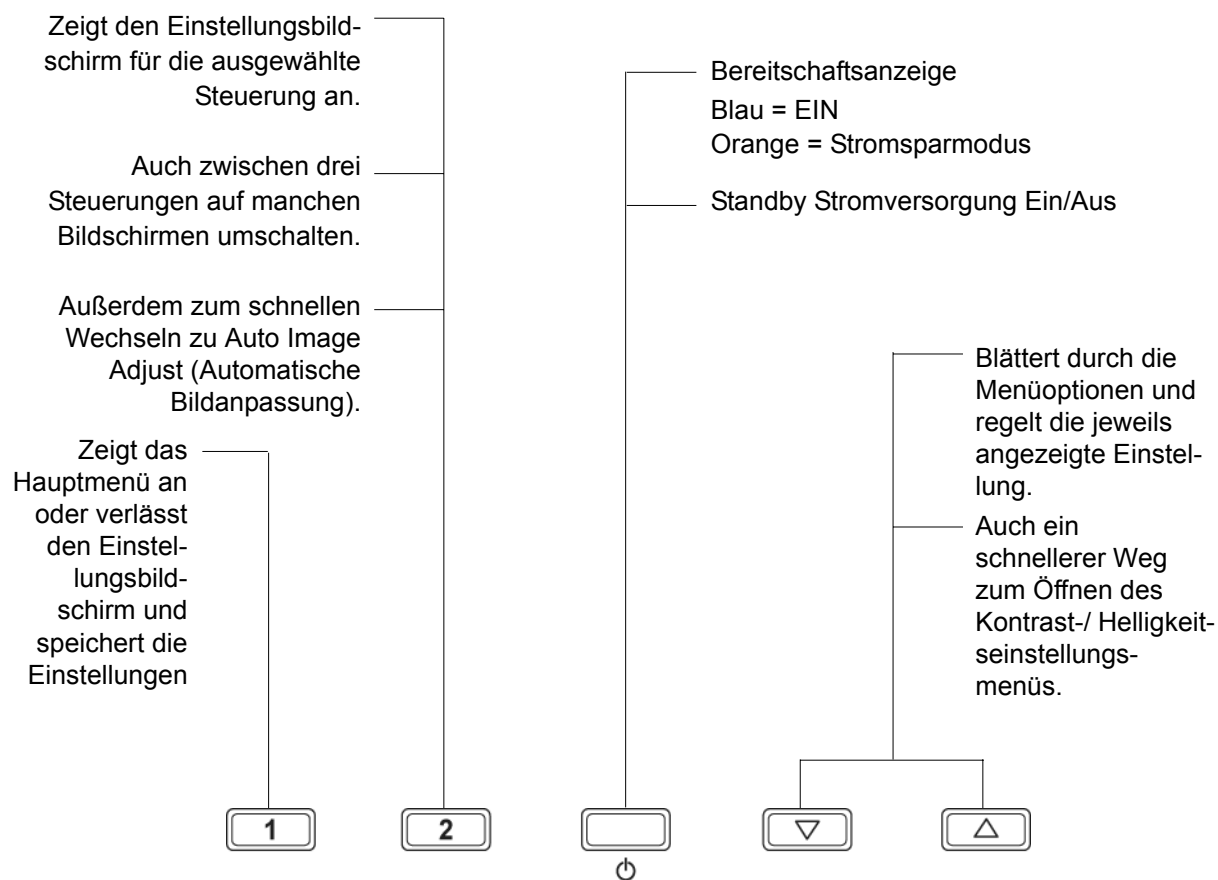 Zeigt den Einstellungsbild-
schirm für die ausgewählte
Steuerung an.
Auch zwischen drei
Steuerungen auf manchen
Bildschirmen umschalten.
Außerdem zum schnellen
Wechseln zu Auto Image
Adjust (Automatische
Bildanpassung).
Zeigt das
Hauptmenü an
oder verlässt
den Einstel-
lungsbild-
schirm und
speichert die
Einstellungen
Bereitschaftsanzeige
Blau = EIN
Orange = Stromsparmodus
Standby Stromversorgung Ein/Aus
Blättert durch die
Menüoptionen und
regelt die jeweils
angezeigte Einstel-
lung.
Auch ein
schnellerer Weg
zum Öffnen des
Kontrast-/ Helligkeit-
seinstellungs-
menüs.
1
2